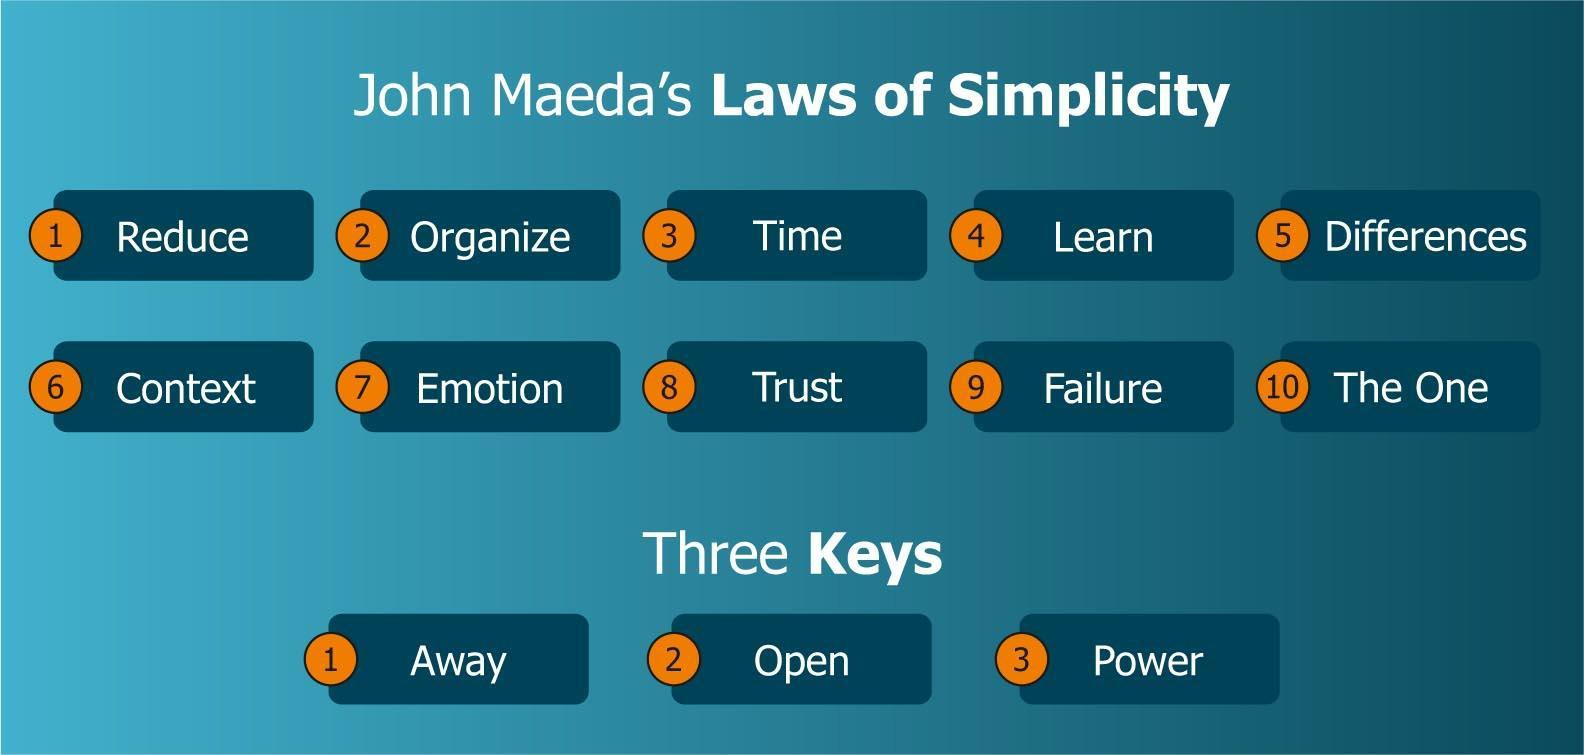 John Maeda’s Laws of Simplicity
1 Reduce
2 Organize
3 Time
4 Learn
5 Differences
6 Context
7 Emotion
8 Trust
9 Failure
10 The One
Three Keys
1 Away
2 Open
3 Power